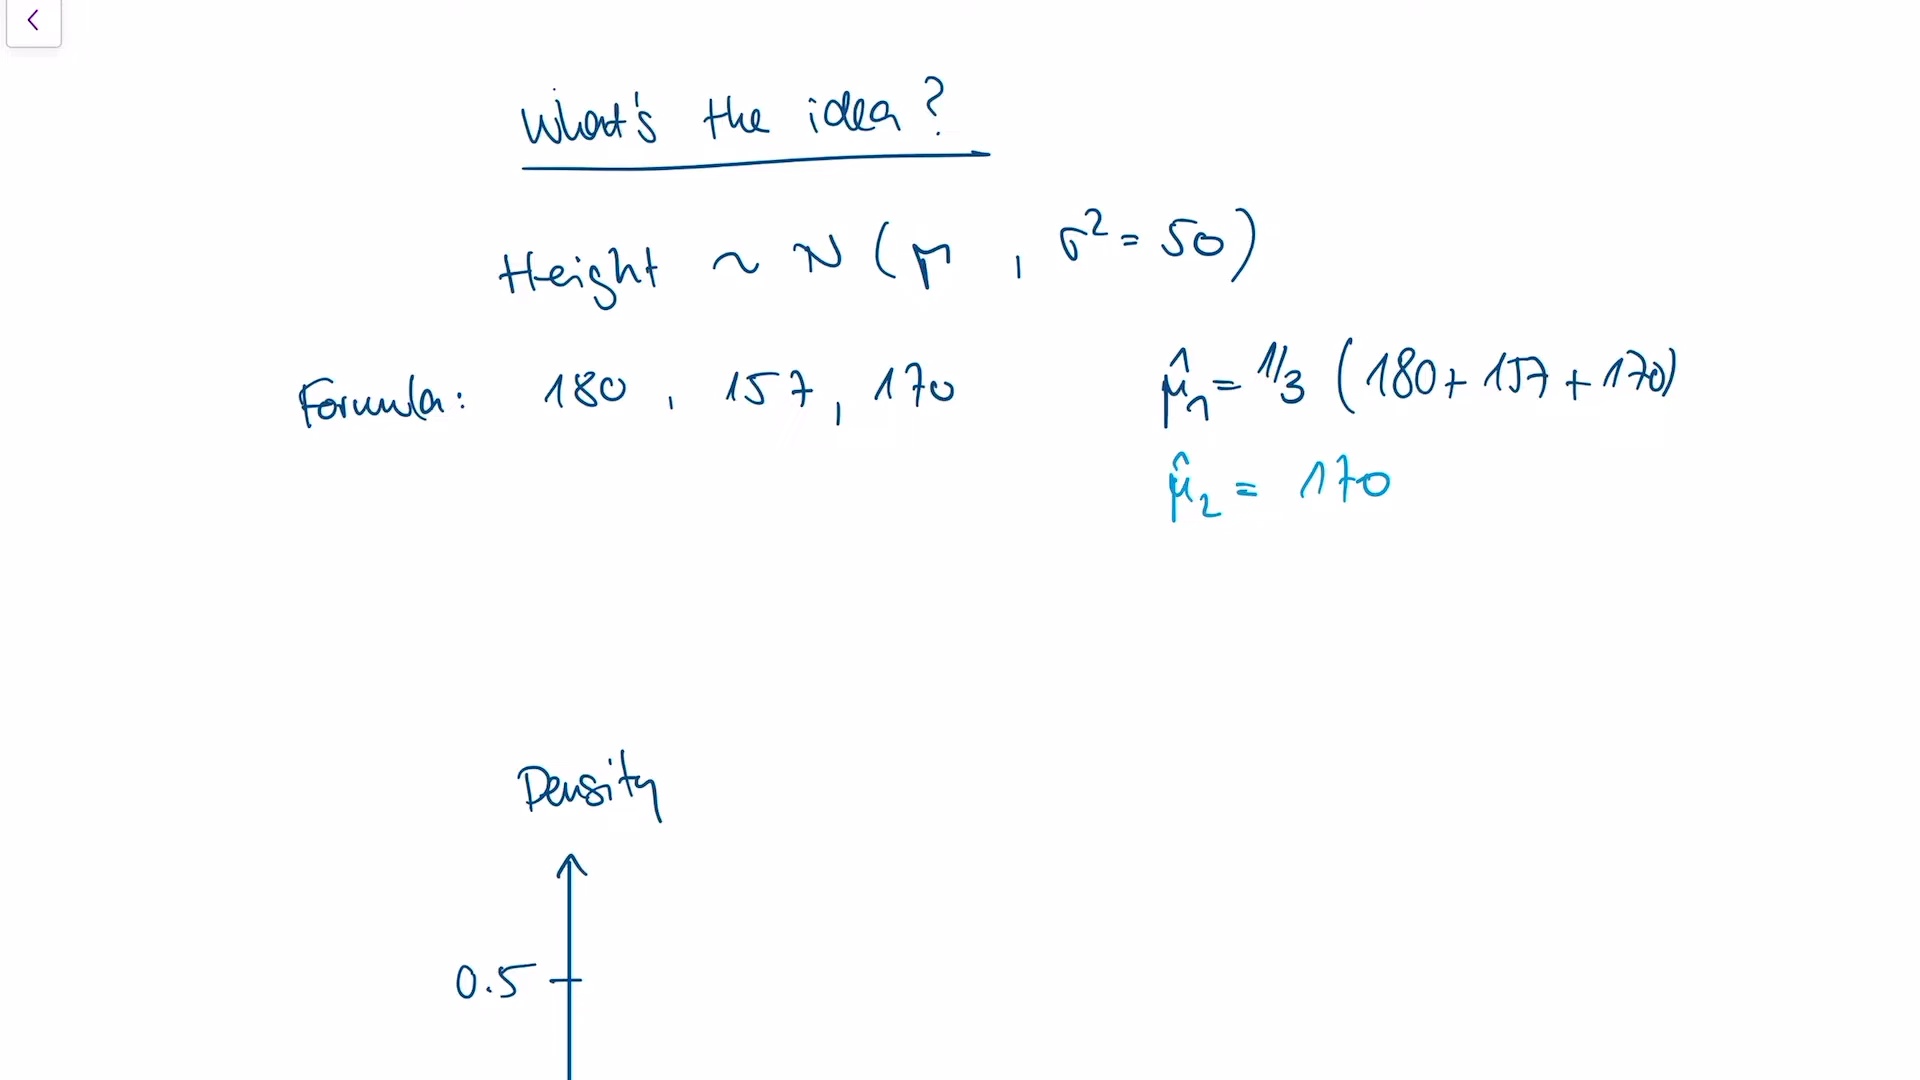 What's the idea?
Height ~ N (μ , σ² = 50)
Formula: 180 , 157, 170
μ̂₁ = 1/3 (180 + 157 + 170)
μ̂₂ = 170
Density
0.5